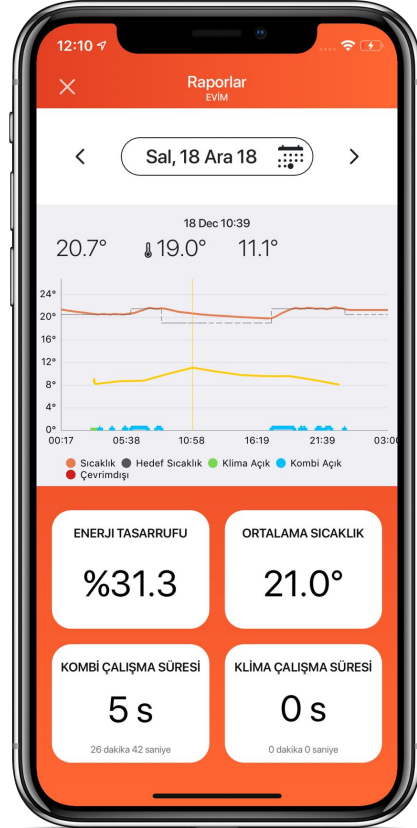 12:10
Raporlar
EVİM
Sal, 18 Ara 18
18 Dec 10:39
20.7° 19.0° 11.1°
24°
20°
16°
12°
8°
4°
0°
00:17 05:38 10:58 16:19 21:39 03:00
Sıcaklık Hedef Sıcaklık Klima Açık Kombi Açık
Çevrimdışı
ENERJI TASARRUFU
ORTALAMA SICAKLIK
%31.3
21.0°
KOMBİ ÇALIŞMA SÜRESİ
KLİMA ÇALIŞMA SÜRESİ
5 s
0 s
26 dakika 42 saniye
0 dakika 0 saniye